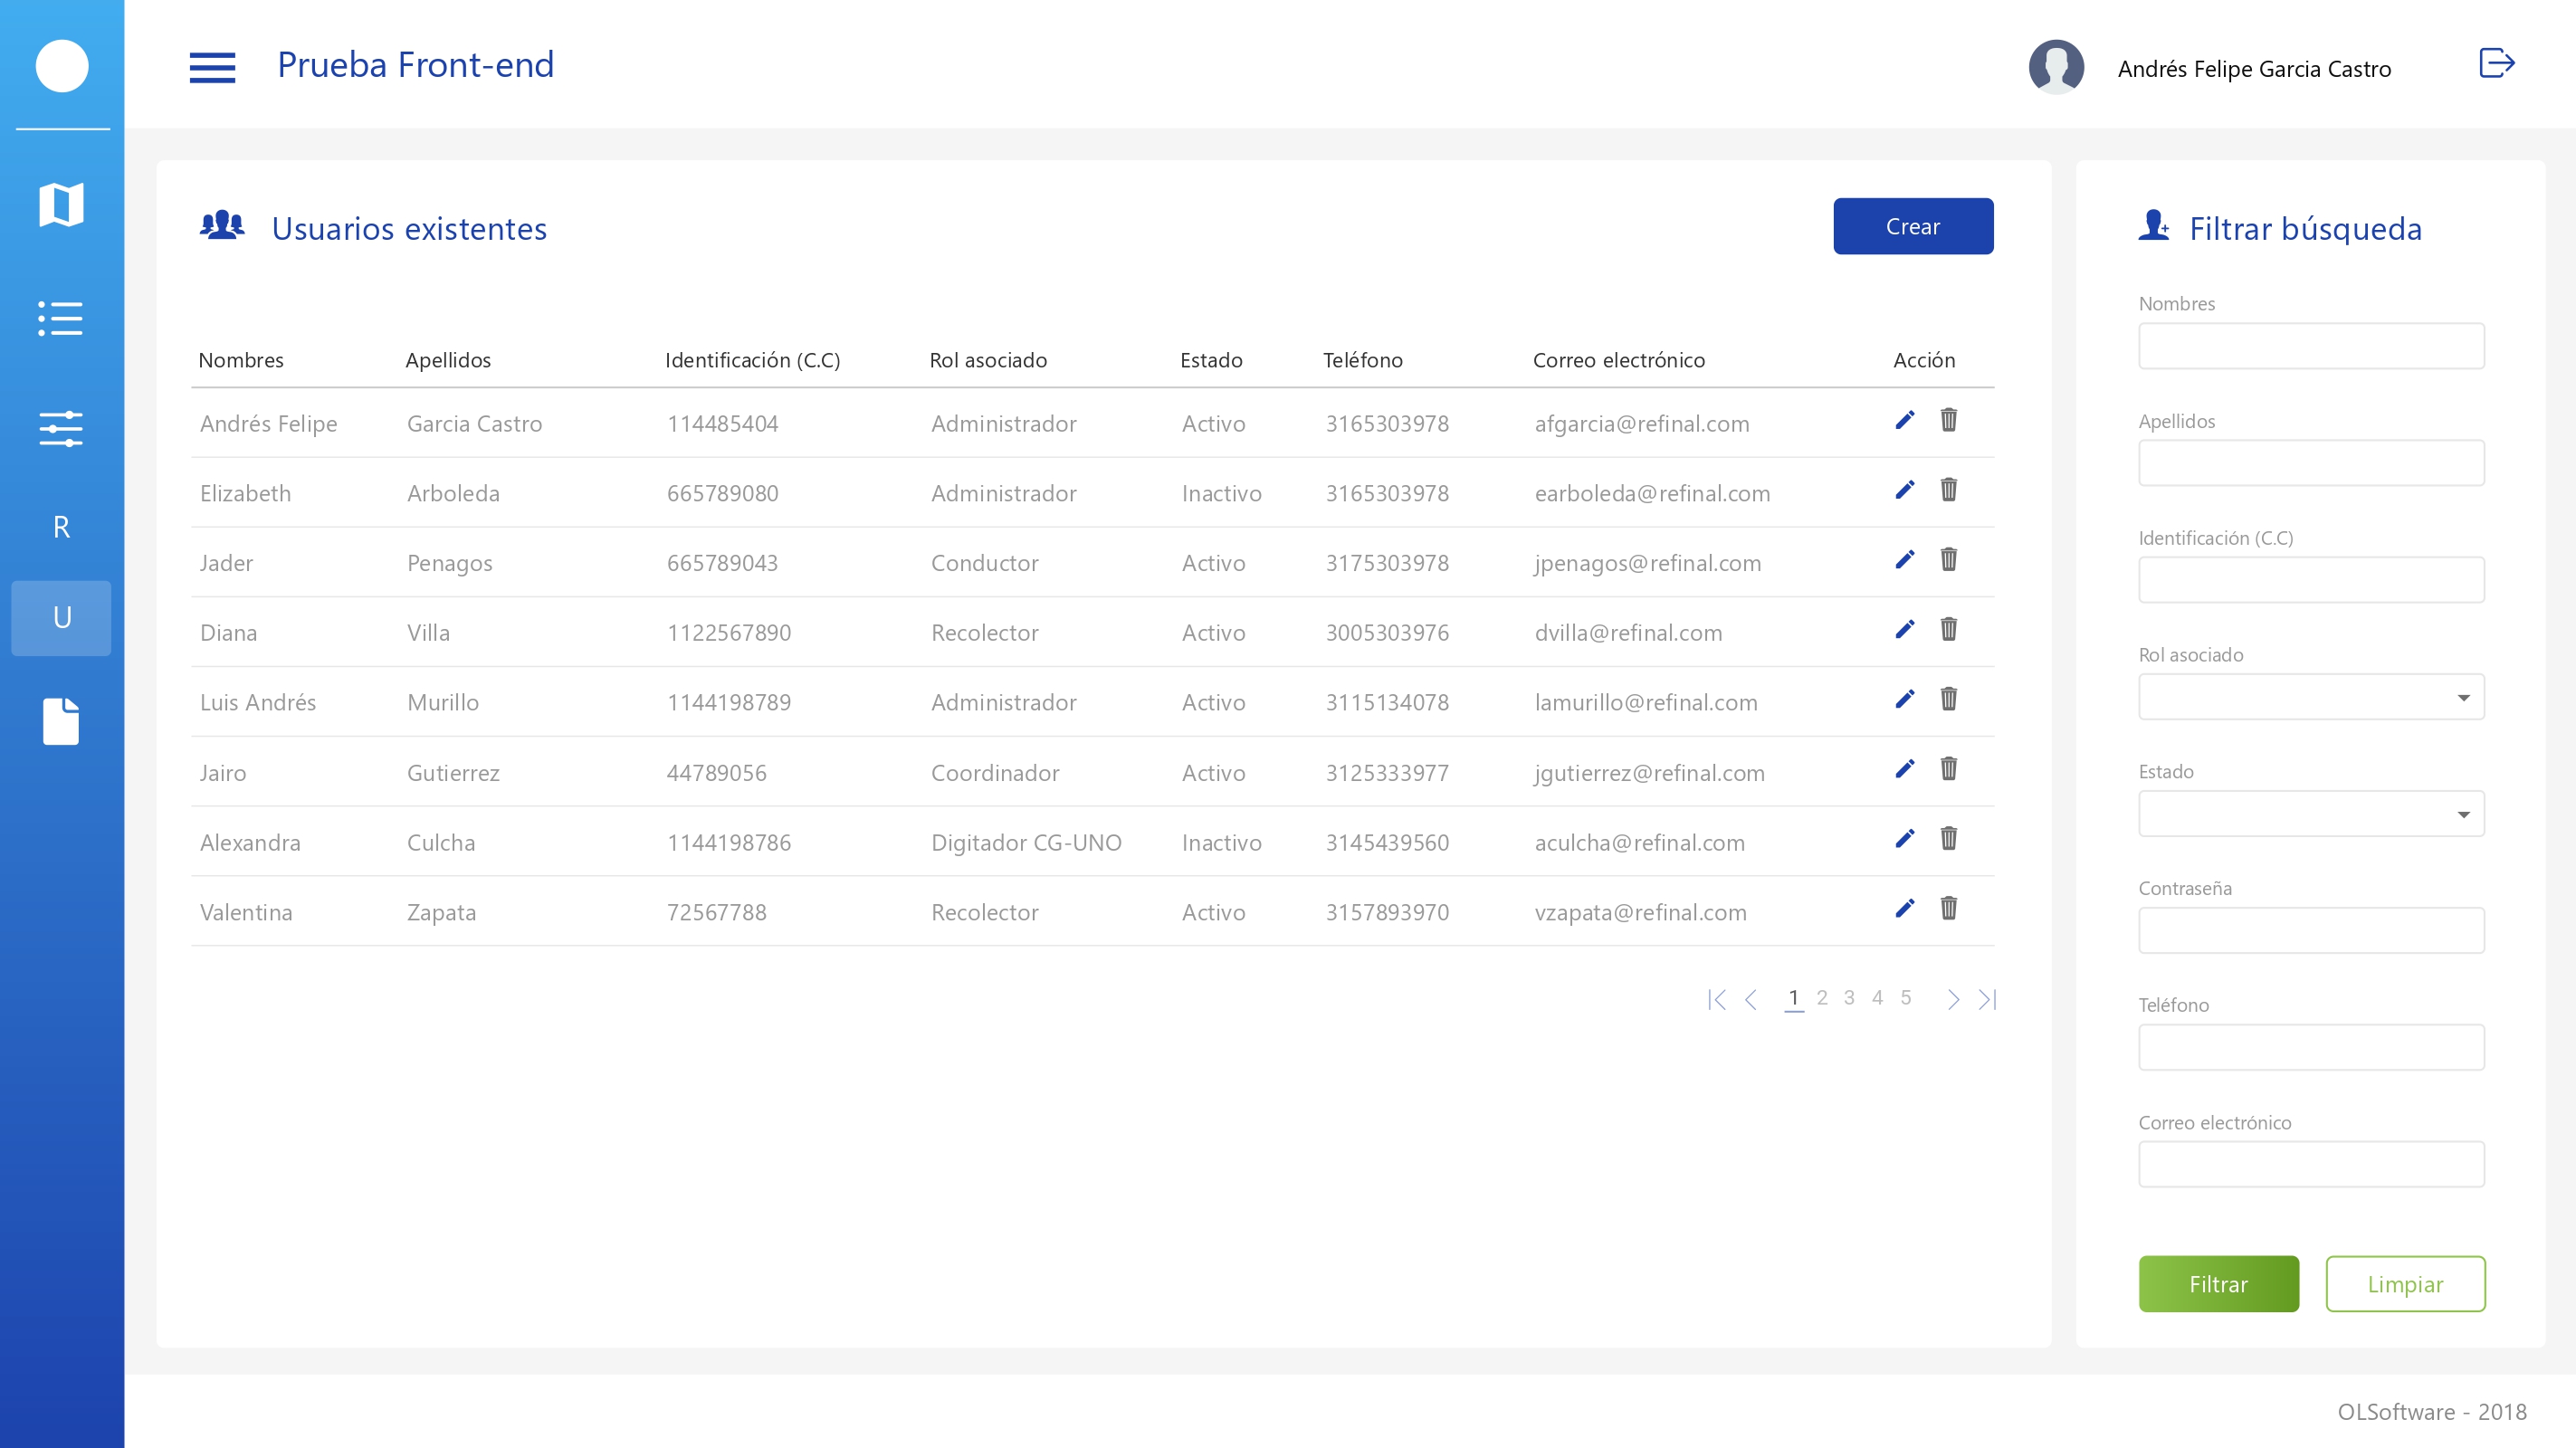 Prueba Front-end
Andrés Felipe Garcia Castro
R
U
Usuarios existentes
Crear
Nombres Apellidos Identificación (C.C) Rol asociado Estado Teléfono Correo electrónico Acción
Andrés Felipe Garcia Castro 114485404 Administrador Activo 3165303978 afgarcia@refinal.com
Elizabeth Arboleda 665789080 Administrador Inactivo 3165303978 earboleda@refinal.com
Jader Penagos 665789043 Conductor Activo 3175303978 jpenagos@refinal.com
Diana Villa 1122567890 Recolector Activo 3005303976 dvilla@refinal.com
Luis Andrés Murillo 1144198789 Administrador Activo 3115134078 lamurillo@refinal.com
Jairo Gutierrez 44789056 Coordinador Activo 3125333977 jgutierrez@refinal.com
Alexandra Culcha 1144198786 Digitador CG-UNO Inactivo 3145439560 aculcha@refinal.com
Valentina Zapata 72567788 Recolector Activo 3157893970 vzapata@refinal.com
1 2 3 4 5
Filtrar búsqueda
Nombres
Apellidos
Identificación (C.C)
Rol asociado
Estado
Contraseña
Teléfono
Correo electrónico
Filtrar Limpiar
OLSoftware - 2018